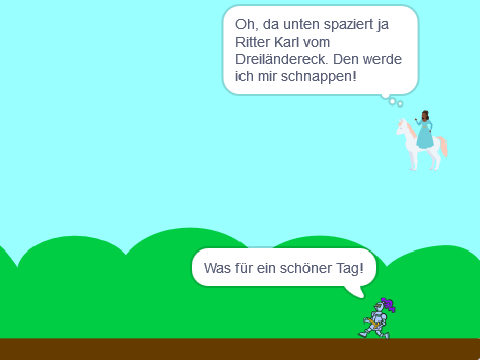 Oh, da unten spaziert ja
Ritter Karl vom
Dreiländereck. Den werde
ich mir schnappen!
Was für ein schöner Tag!